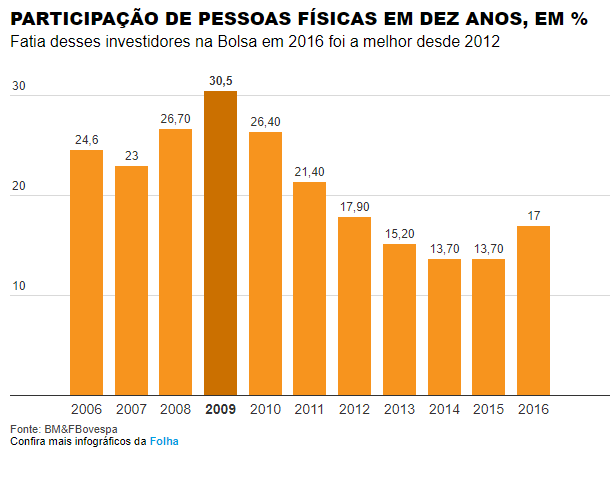 PARTICIPAÇÃO DE PESSOAS FÍSICAS EM DEZ ANOS, EM %
Fatia desses investidores na Bolsa em 2016 foi a melhor desde 2012
30
20
10
24,6
23
26,70
30,5
26,40
21,40
17,90
15,20
13,70
13,70
17
2006 2007 2008 2009 2010 2011 2012 2013 2014 2015 2016
Fonte: BM&FBovespa
Confira mais infográficos da Folha